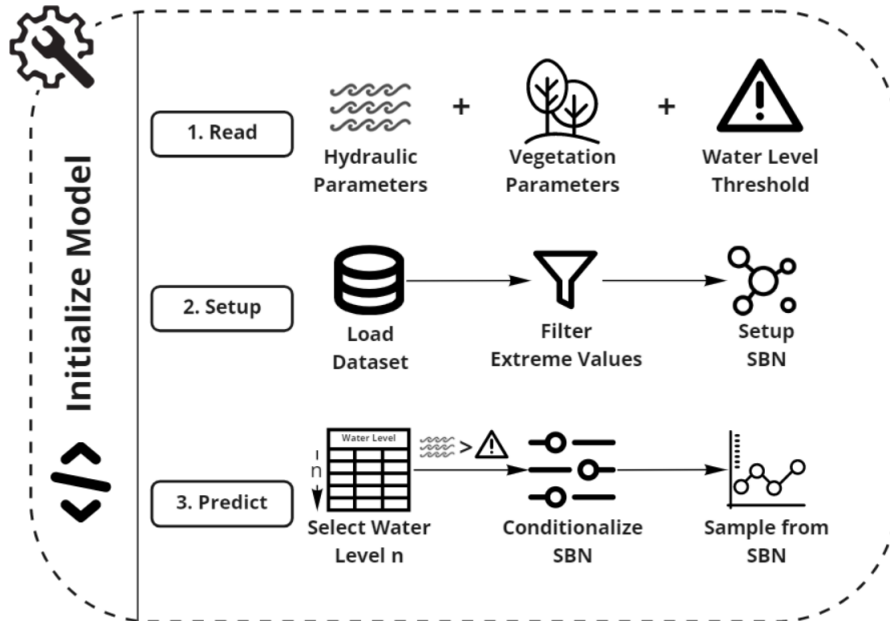 Initialize Model
1. Read
Hydraulic
Parameters
+
Vegetation
Parameters
+
Water Level
Threshold
2. Setup
Load
Dataset
Filter
Extreme Values
Setup
SBN
3. Predict
Water Level
n
>
Select Water
Level n
Conditionalize
SBN
Sample from
SBN